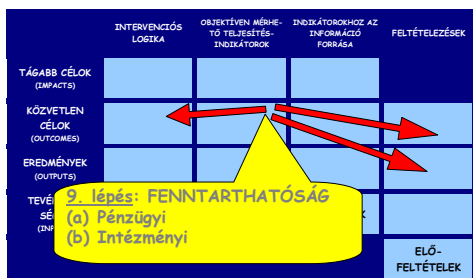 INTERVENCIÓS
LOGIKA
OBJEKTÍVEN MÉRHE-
TŐ TELJESÍTÉS-
INDIKÁTOROK
INDIKÁTOROKHOZ AZ
INFORMÁCIÓ
FORRÁSA
FELTÉTELEZÉSEK
TÁGABB CÉLOK
(IMPACTS)
KÖZVETLEN
CÉLOK
(OUTCOMES)
EREDMÉNYEK
(OUTPUTS)
9. lépés: FENNTARTHATÓSÁG
(a) Pénzügyi
(b) Intézményi
ELŐ-
FELTÉTELEK